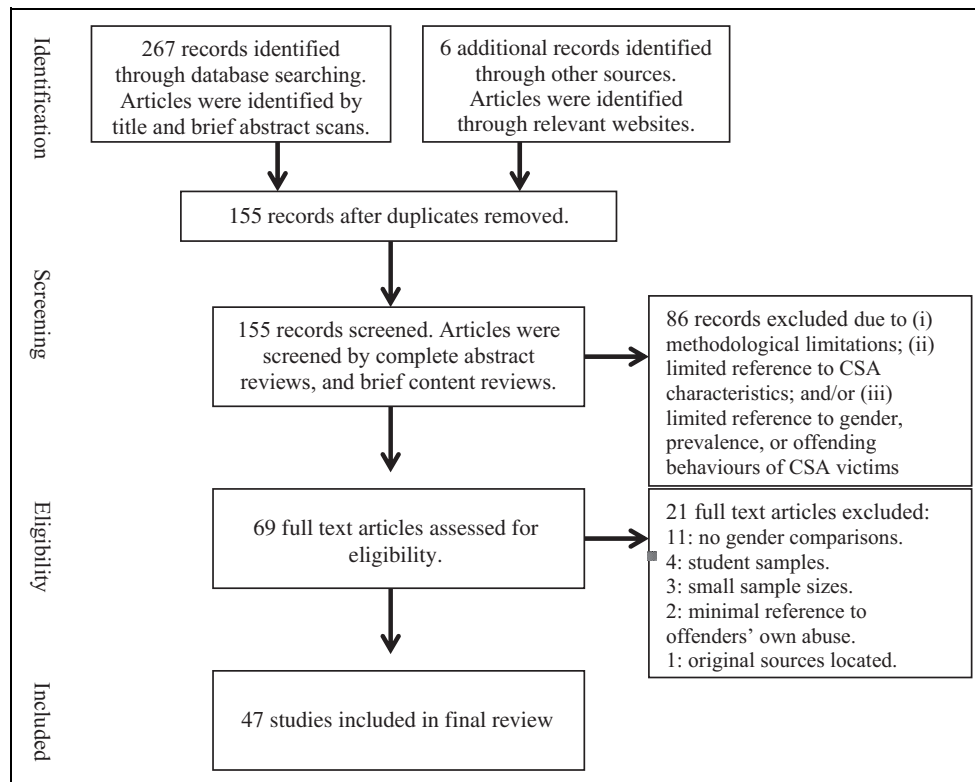 Identification
267 records identified
through database searching.
Articles were identified by
title and brief abstract scans.
6 additional records identified
through other sources.
Articles were identified
through relevant websites.
155 records after duplicates removed.
Screening
155 records screened. Articles were
screened by complete abstract
reviews, and brief content reviews.
86 records excluded due to (i)
methodological limitations; (ii)
limited reference to CSA
characteristics; and/or (iii)
limited reference to gender,
prevalence, or offending
behaviours of CSA victims
Eligibility
69 full text articles assessed for
eligibility.
21 full text articles excluded:
11: no gender comparisons.
4: student samples.
3: small sample sizes.
2: minimal reference to
offenders’ own abuse.
1: original sources located.
Included
47 studies included in final review